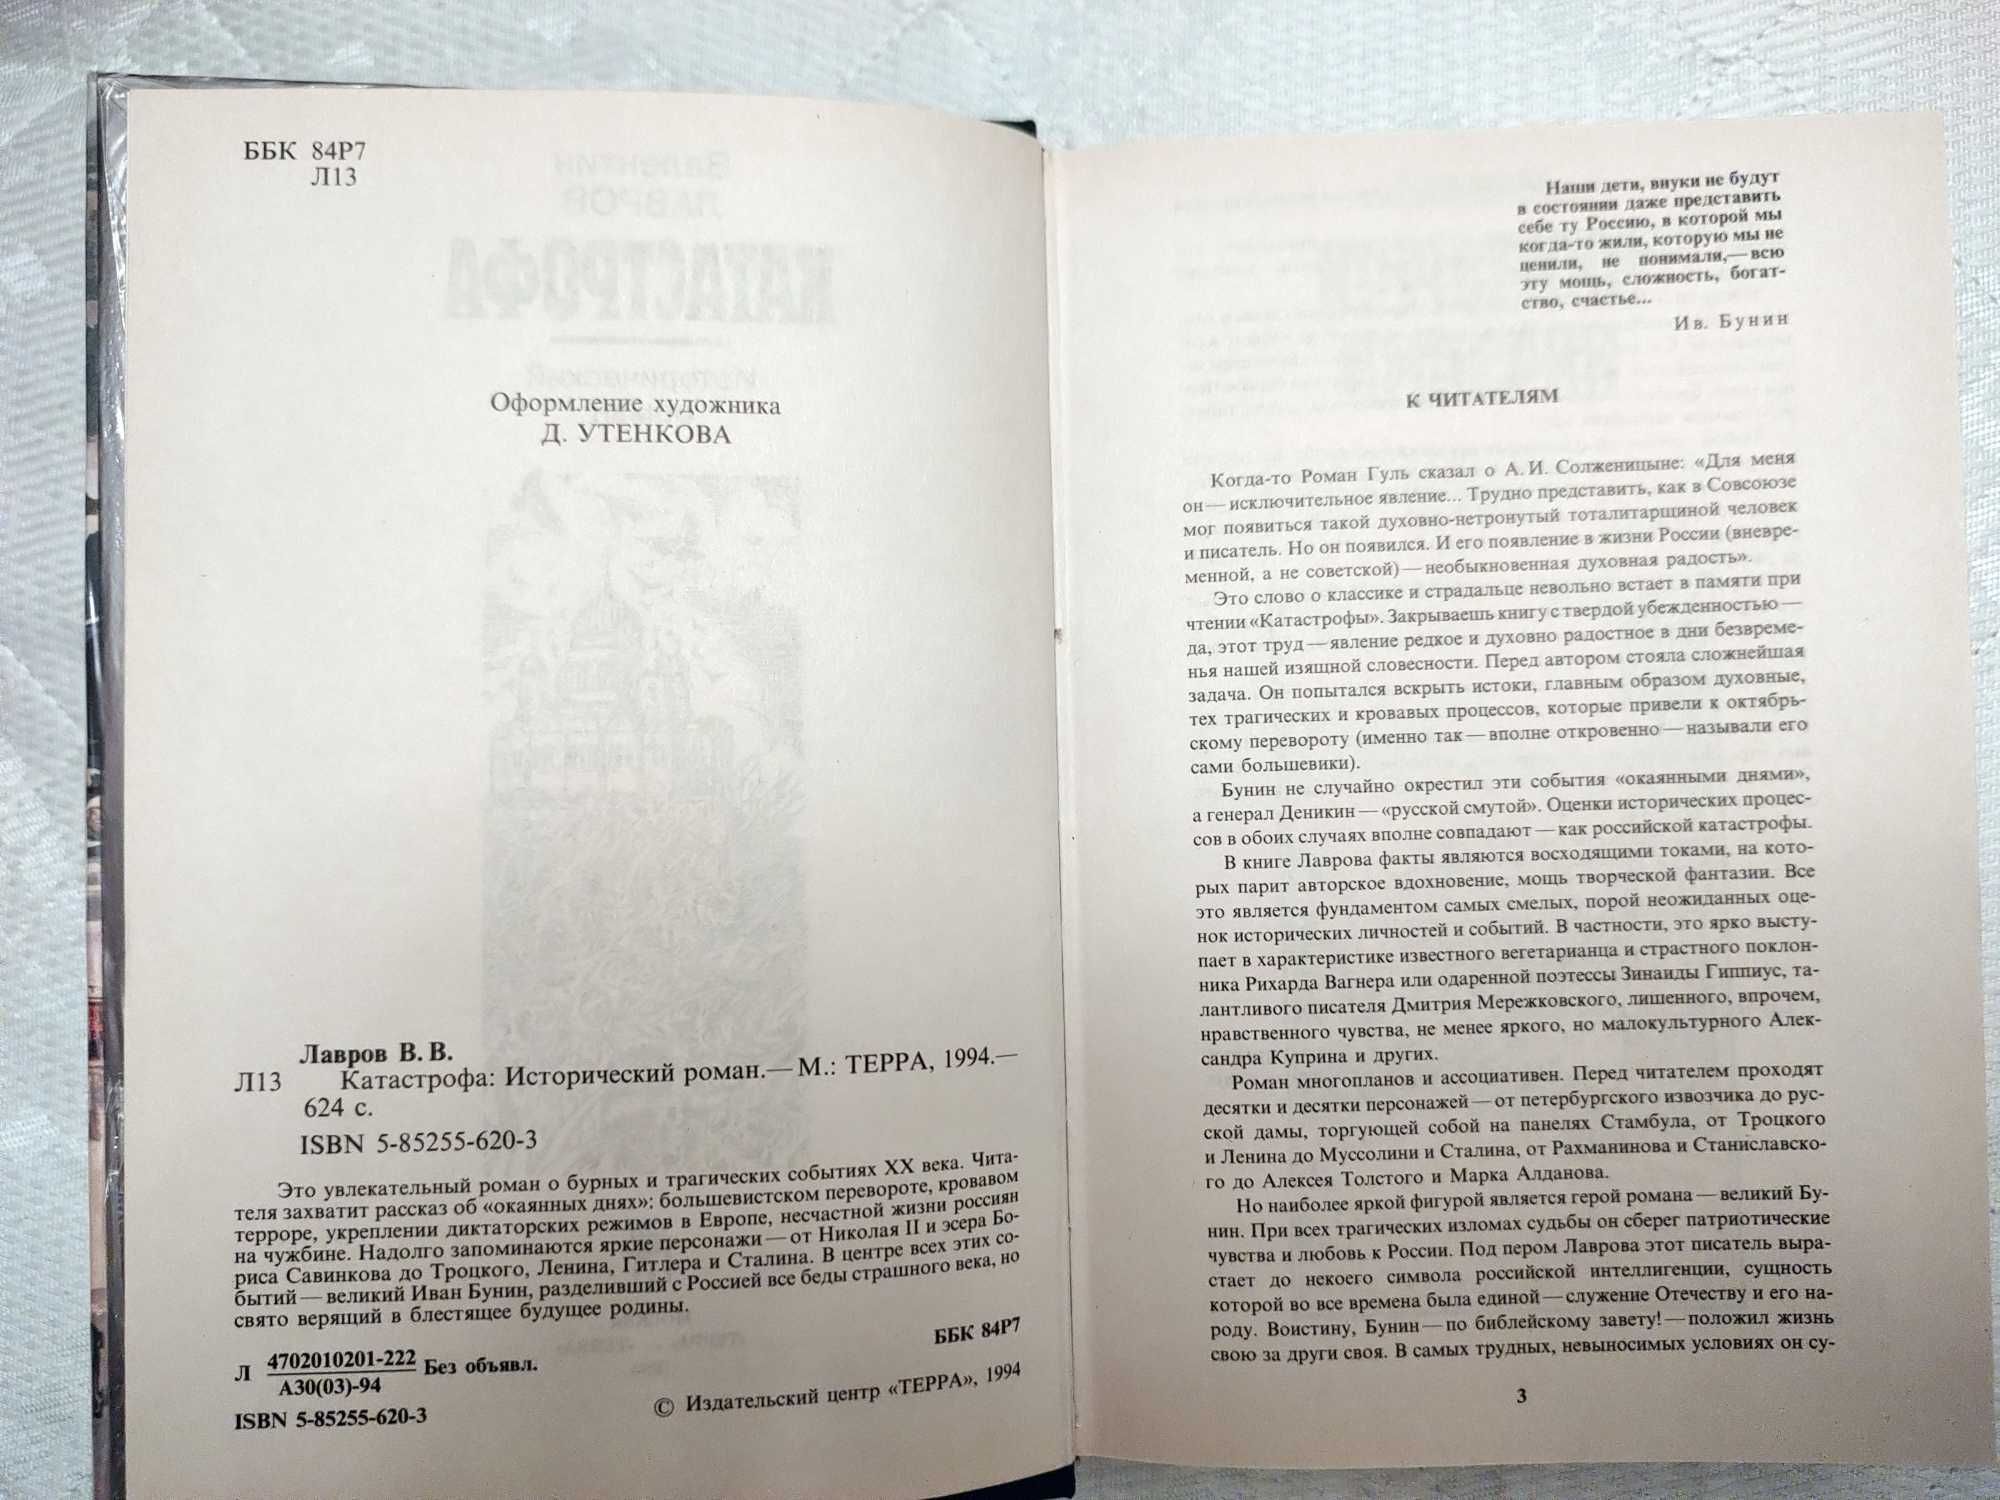 ББК 84Р7
Л13
Оформление художника
Д. УТЕНКОВА
Лавров В. В.
Л13 Катастрофа: Исторический роман.— М.: ТЕРРА, 1994.—
624 с.
ISBN 5-85255-620-3
Это увлекательный роман о бурных и трагических событиях XX века. Чита-
теля захватит рассказ об «окаянных днях»: большевистском перевороте, кровавом
терроре, укреплении диктаторских режимов в Европе, несчастной жизни россиян
на чужбине. Надолго запоминаются яркие персонажи — от Николая II и эсера Бо-
риса Савинкова до Троцкого, Ленина, Гитлера и Сталина. В центре всех этих со-
бытий — великий Иван Бунин, разделивший с Россией все беды страшного века, но
свято верящий в блестящее будущее родины.
ББК 84Р7
Л 4702010201-222 Без объявл.
А30(03)-94
ISBN 5-85255-620-3
© Издательский центр «ТЕРРА», 1994
Наши дети, внуки не будут
в состоянии даже представить
себе ту Россию, в которой мы
когда-то жили, которую мы не
ценили, не понимали,— всю
эту мощь, сложность, богат-
ство, счастье...
Ив. Бунин
К ЧИТАТЕЛЯМ
Когда-то Роман Гуль сказал о А. И. Солженицыне: «Для меня
он — исключительное явление... Трудно представить, как в Совсоюзе
мог появиться такой духовно-нетронутый тоталитарщиной человек
и писатель. Но он появился. И его появление в жизни России (вневре-
менной, а не советской) — необыкновенная духовная радость».
Это слово о классике и страдальце невольно встает в памяти при
чтении «Катастрофы». Закрываешь книгу с твердой убежденностью —
да, этот труд — явление редкое и духовно радостное в дни безвреме-
нья нашей изящной словесности. Перед автором стояла сложнейшая
задача. Он попытался вскрыть истоки, главным образом духовные,
тех трагических и кровавых процессов, которые привели к октябрь-
скому перевороту (именно так — вполне откровенно — называли его
сами большевики).
Бунин не случайно окрестил эти события «окаянными днями»,
а генерал Деникин — «русской смутой». Оценки исторических процес-
сов в обоих случаях вполне совпадают — как российской катастрофы.
В книге Лаврова факты являются восходящими токами, на кото-
рых парит авторское вдохновение, мощь творческой фантазии. Все
это является фундаментом самых смелых, порой неожиданных оце-
нок исторических личностей и событий. В частности, это ярко высту-
пает в характеристике известного вегетарианца и страстного поклон-
ника Рихарда Вагнера или одаренной поэтессы Зинаиды Гиппиус, та-
лантливого писателя Дмитрия Мережковского, лишенного, впрочем,
нравственного чувства, не менее яркого, но малокультурного Алек-
сандра Куприна и других.
Роман многопланов и ассоциативен. Перед читателем проходят
десятки и десятки персонажей — от петербургского извозчика до рус-
ской дамы, торгующей собой на панелях Стамбула, от Троцкого
и Ленина до Муссолини и Сталина, от Рахманинова и Станиславско-
го до Алексея Толстого и Марка Алданова.
Но наиболее яркой фигурой является герой романа — великий Бу-
нин. При всех трагических изломах судьбы он сберег патриотические
чувства и любовь к России. Под пером Лаврова этот писатель выра-
стает до некоего символа российской интеллигенции, сущность
которой во все времена была единой — служение Отечеству и его на-
роду. Воистину, Бунин — по библейскому завету! — положил жизнь
свою за други своя. В самых трудных, невыносимых условиях он су-
3